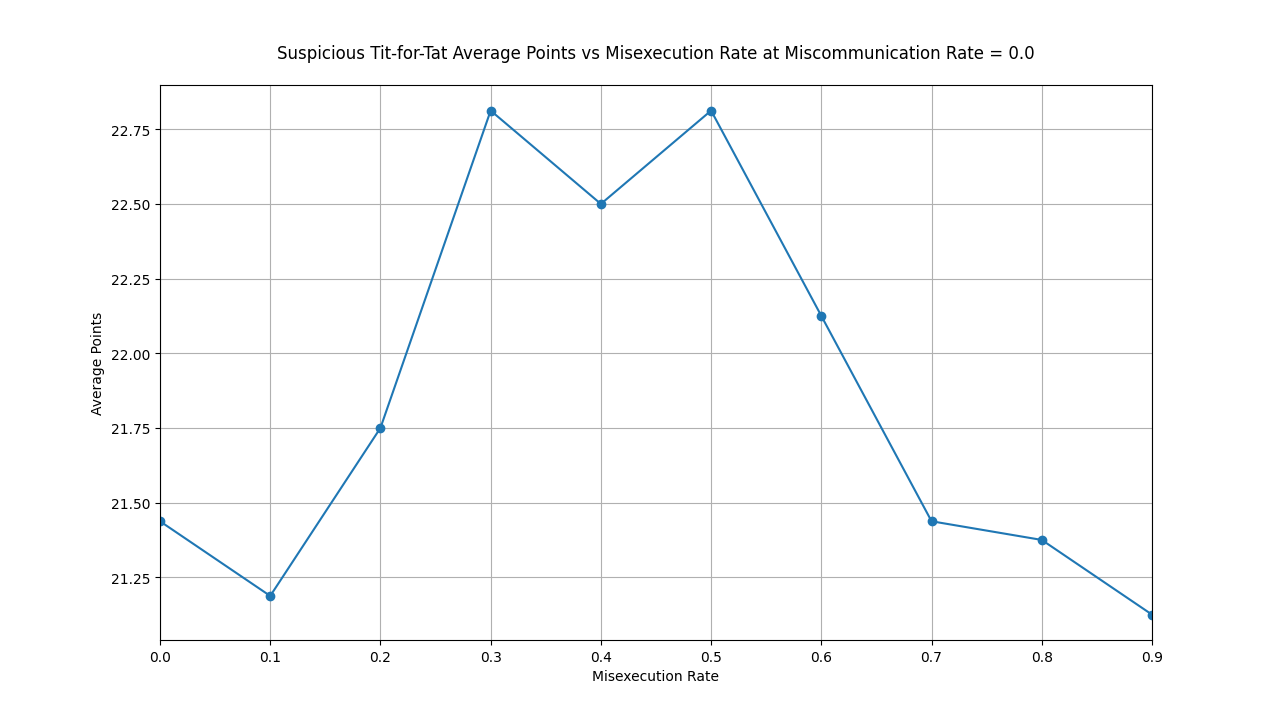 Suspicious Tit-for-Tat Average Points vs Misexecution Rate at Miscommunication Rate = 0.0
22.75
22.50
22.25
22.00
21.75
21.50
21.25
Average Points
0.0 0.1 0.2 0.3 0.4 0.5 0.6 0.7 0.8 0.9
Misexecution Rate